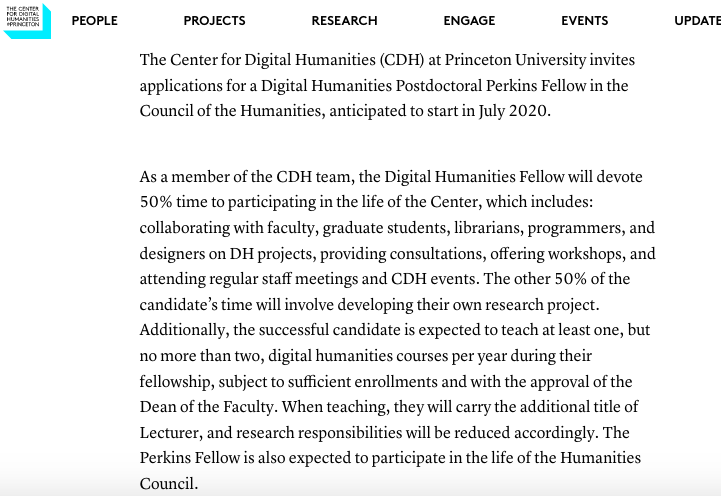 THE CENTER
FOR DIGITAL
HUMANITIES
@PRINCETON
PEOPLE PROJECTS RESEARCH ENGAGE EVENTS UPDATE
The Center for Digital Humanities (CDH) at Princeton University invites
applications for a Digital Humanities Postdoctoral Perkins Fellow in the
Council of the Humanities, anticipated to start in July 2020.
As a member of the CDH team, the Digital Humanities Fellow will devote
50% time to participating in the life of the Center, which includes:
collaborating with faculty, graduate students, librarians, programmers, and
designers on DH projects, providing consultations, offering workshops, and
attending regular staff meetings and CDH events. The other 50% of the
candidate’s time will involve developing their own research project.
Additionally, the successful candidate is expected to teach at least one, but
no more than two, digital humanities courses per year during their
fellowship, subject to sufficient enrollments and with the approval of the
Dean of the Faculty. When teaching, they will carry the additional title of
Lecturer, and research responsibilities will be reduced accordingly. The
Perkins Fellow is also expected to participate in the life of the Humanities
Council.